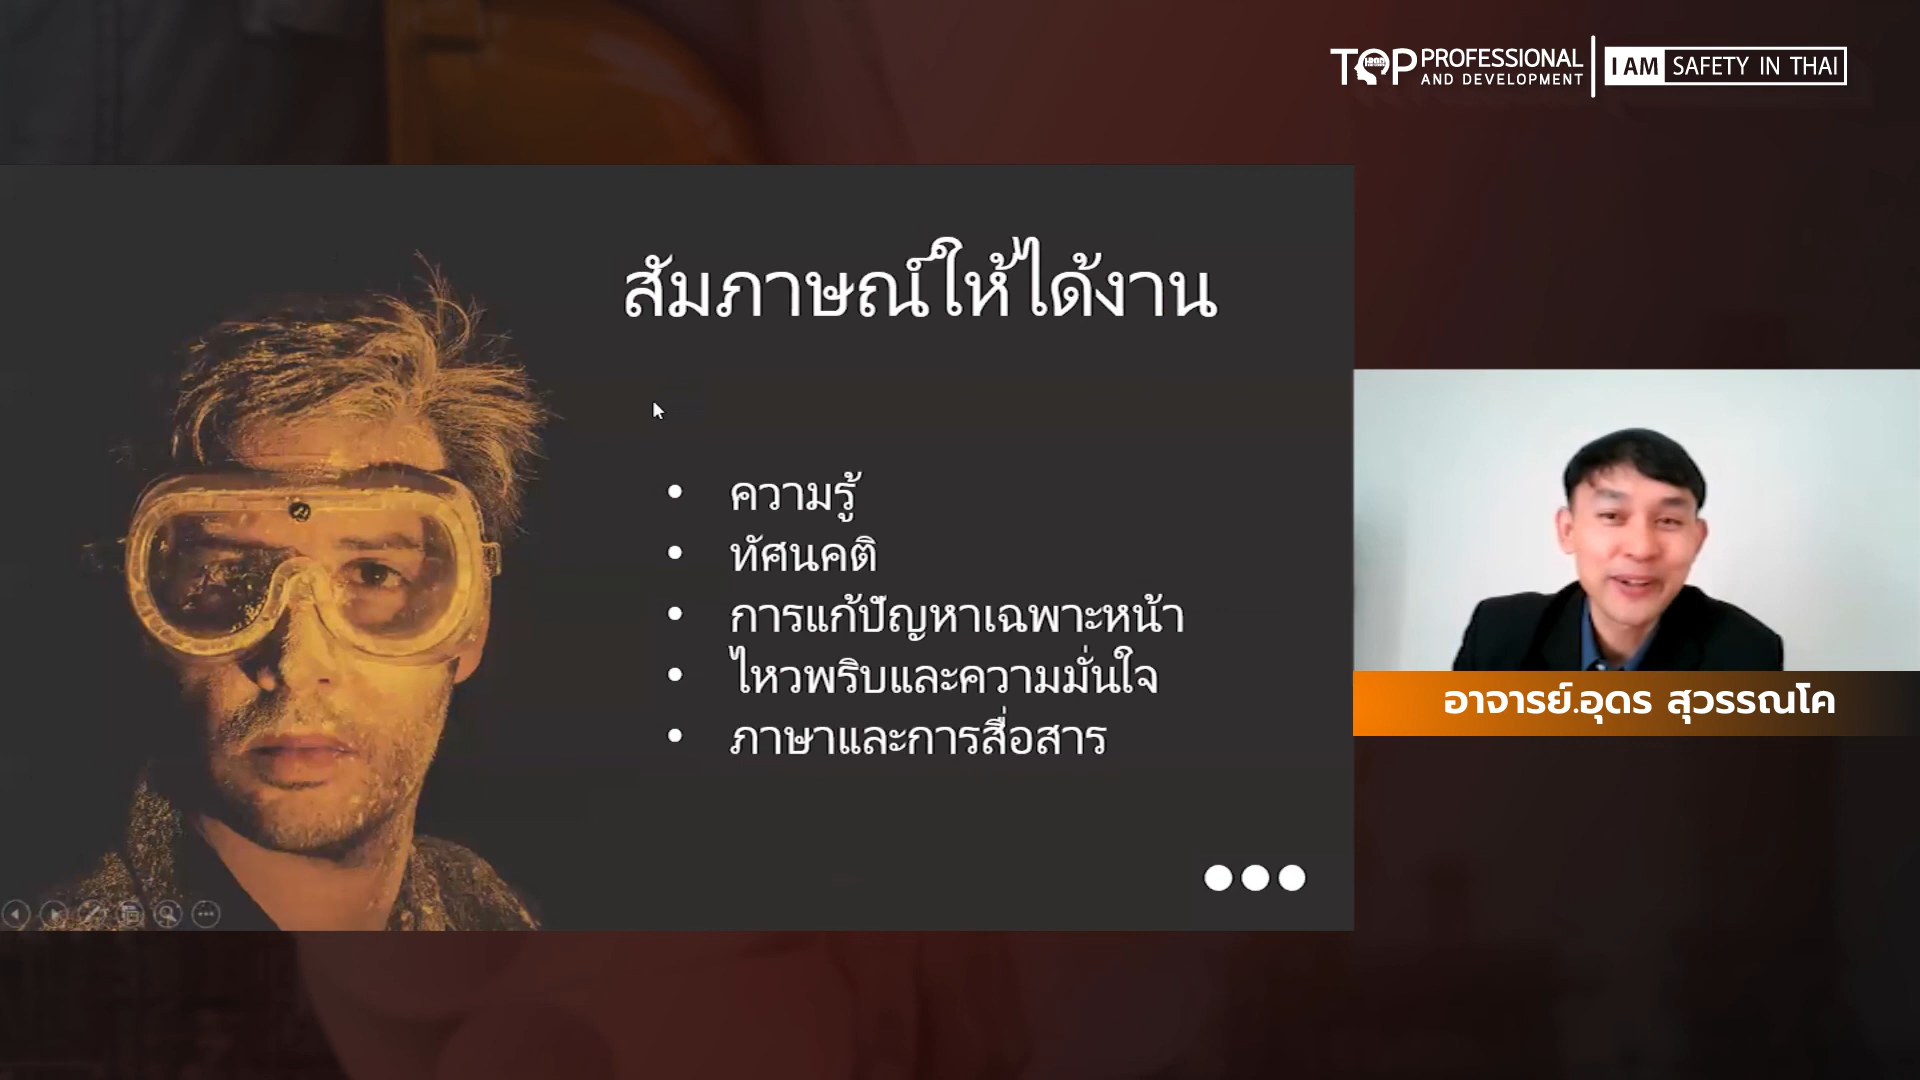 TOP PROFESSIONAL AND DEVELOPMENT
I AM SAFETY IN THAI
สัมภาษณ์ให้ได้งาน
• ความรู้
• ทัศนคติ
• การแก้ปัญหาเฉพาะหน้า
• ไหวพริบและความมั่นใจ
• ภาษาและการสื่อสาร
อาจารย์.อุดร สุวรรณโค